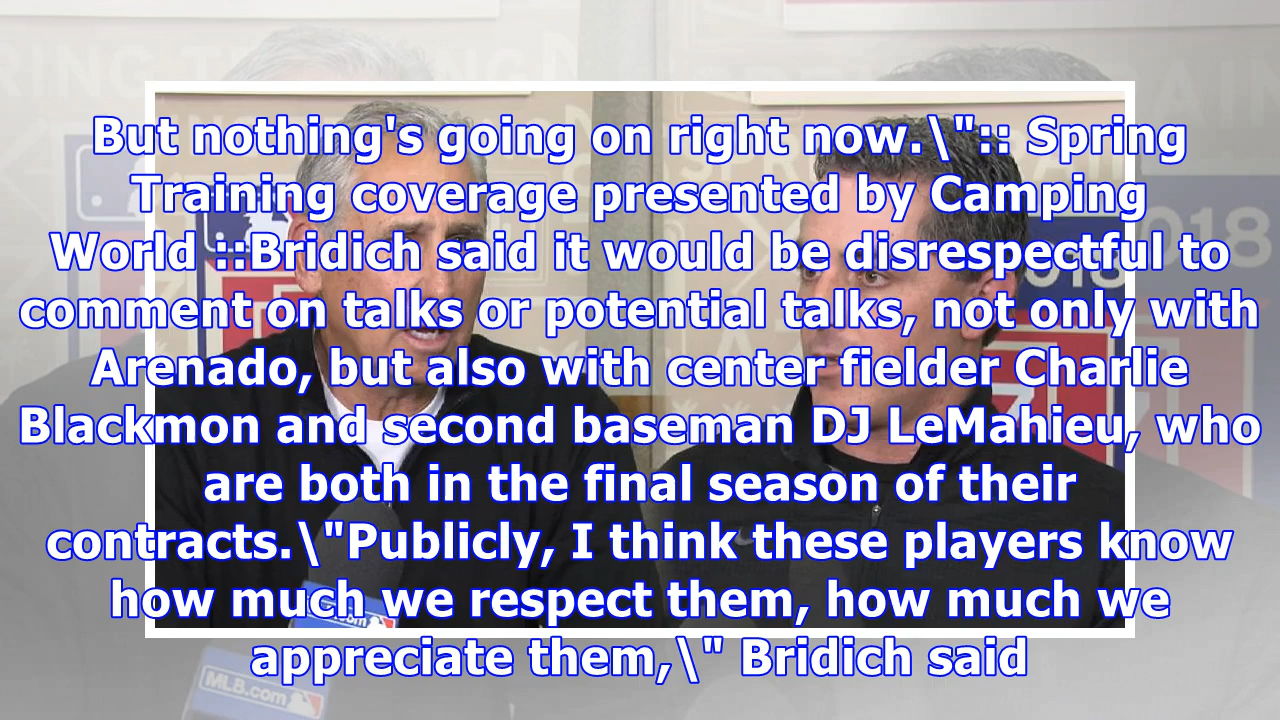 But nothing's going on right now.\":: Spring
Training coverage presented by Camping
World ::Bridich said it would be disrespectful to
comment on talks or potential talks, not only with
Arenado, but also with center fielder Charlie
Blackmon and second baseman DJ LeMahieu, who
are both in the final season of their
contracts.\"Publicly, I think these players know
how much we respect them, how much we
appreciate them,\" Bridich said
MLB.com
2018